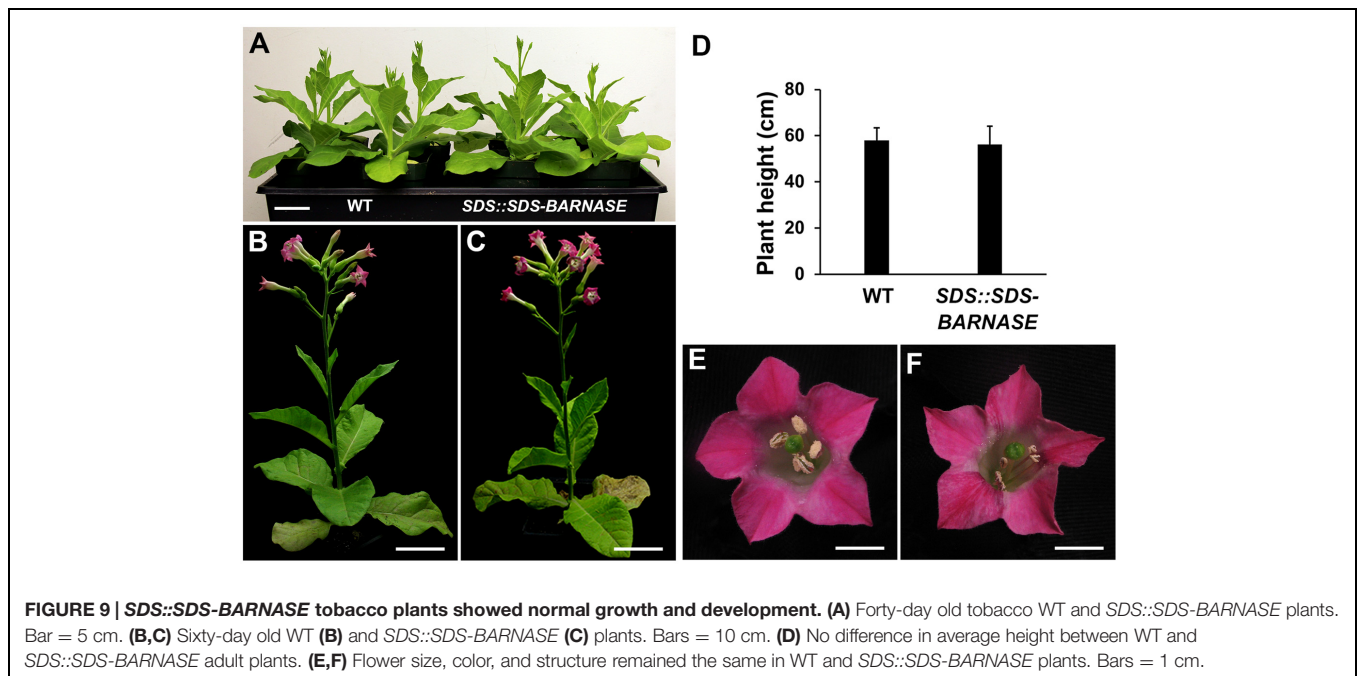 A
WT
SDS::SDS-BARNASE
B
C
D
Plant height (cm)
80
60
40
20
0
WT
SDS::SDS-
BARNASE
E
F
FIGURE 9 | SDS::SDS-BARNASE tobacco plants showed normal growth and development. (A) Forty-day old tobacco WT and SDS::SDS-BARNASE plants.
Bar = 5 cm. (B,C) Sixty-day old WT (B) and SDS::SDS-BARNASE (C) plants. Bars = 10 cm. (D) No difference in average height between WT and
SDS::SDS-BARNASE adult plants. (E,F) Flower size, color, and structure remained the same in WT and SDS::SDS-BARNASE plants. Bars = 1 cm.